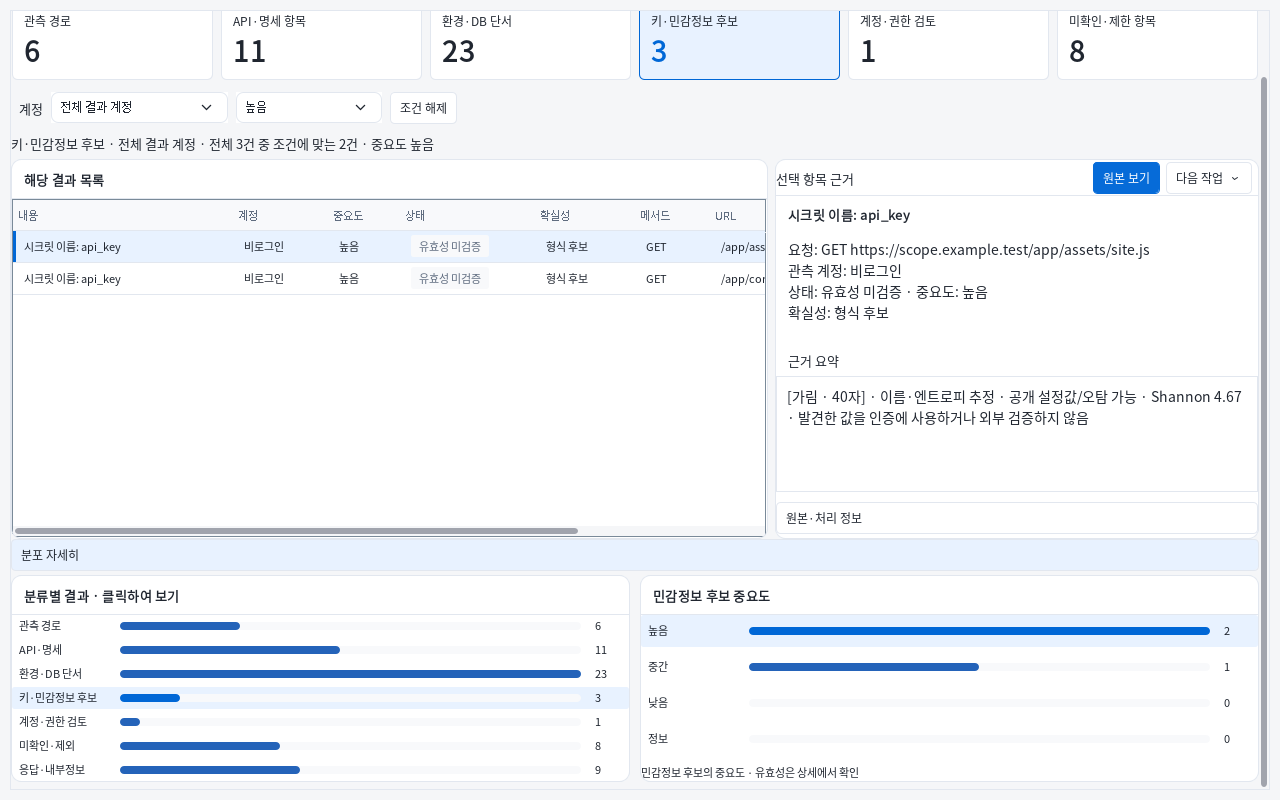 관측 경로
API·명세 항목
환경·DB 단서
키·민감정보 후보
계정·권한 검토
미확인·제한 항목
6
11
23
3
1
8
계정
전체 결과 계정
높음
조건 해제
키·민감정보 후보 · 전체 결과 계정 · 전체 3건 중 조건에 맞는 2건 · 중요도 높음
해당 결과 목록
내용 계정 중요도 상태 확실성 메서드 URL
시크릿 이름: api_key 비로그인 높음 유효성 미검증 형식 후보 GET /app/ass
시크릿 이름: api_key 비로그인 높음 유효성 미검증 형식 후보 GET /app/cor
선택 항목 근거
원본 보기
다음 작업
시크릿 이름: api_key
요청: GET https://scope.example.test/app/assets/site.js
관측 계정: 비로그인
상태: 유효성 미검증 · 중요도: 높음
확실성: 형식 후보
근거 요약
[가림 · 40자] · 이름·엔트로피 추정 · 공개 설정값/오탐 가능 · Shannon 4.67
· 발견한 값을 인증에 사용하거나 외부 검증하지 않음
원본·처리 정보
분포 자세히
분류별 결과 · 클릭하여 보기
관측 경로 6
API·명세 11
환경·DB 단서 23
키·민감정보 후보 3
계정·권한 검토 1
미확인·제외 8
응답·내부정보 9
민감정보 후보 중요도
높음 2
중간 1
낮음 0
정보 0
민감정보 후보의 중요도 · 유효성은 상세에서 확인